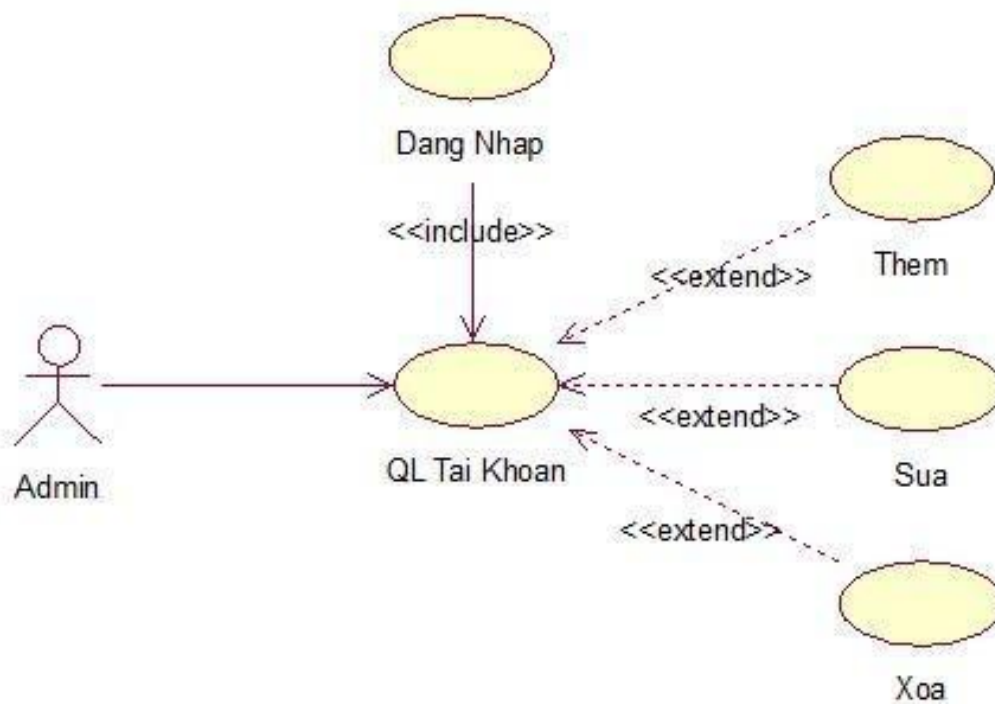 Dang Nhap
<<include>>
Them
<<extend>>
Admin
QL Tai Khoan
<<extend>>
Sua
<<extend>>
Xoa